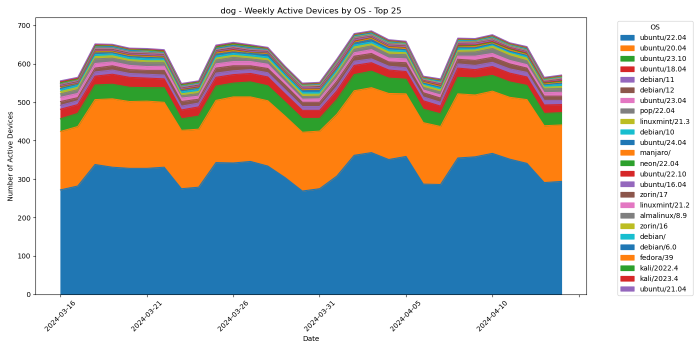 dog - Weekly Active Devices by OS - Top 25
Number of Active Devices
700
600
500
400
300
200
100
0
2024-03-16
2024-03-21
2024-03-26
2024-03-31
2024-04-05
2024-04-10
Date
OS
ubuntu/22.04
ubuntu/20.04
ubuntu/23.10
ubuntu/18.04
debian/11
debian/12
ubuntu/23.04
pop/22.04
linuxmint/21.3
debian/10
ubuntu/24.04
manjaro/
neon/22.04
ubuntu/22.10
ubuntu/16.04
zorin/17
linuxmint/21.2
almalinux/8.9
zorin/16
debian/
debian/6.0
fedora/39
kali/2022.4
kali/2023.4
ubuntu/21.04